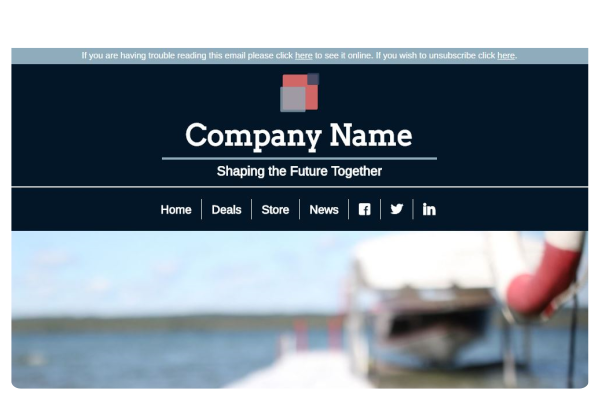 If you are having trouble reading this email please click here to see it online. If you wish to unsubscribe click here.
Company Name
Shaping the Future Together
Home Deals Store News